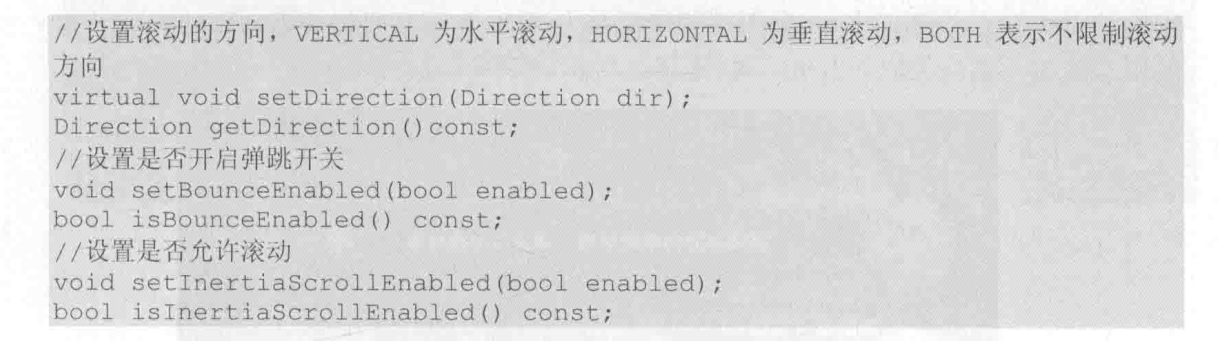 //设置滚动的方向，VERTICAL 为水平滚动，HORIZONTAL 为垂直滚动，BOTH 表示不限制滚动
方向
virtual void setDirection(Direction dir);
Direction getDirection()const;
//设置是否开启弹跳开关
void setBounceEnabled(bool enabled);
bool isBounceEnabled() const;
//设置是否允许滚动
void setInertiaScrollEnabled(bool enabled);
bool isInertiaScrollEnabled() const;